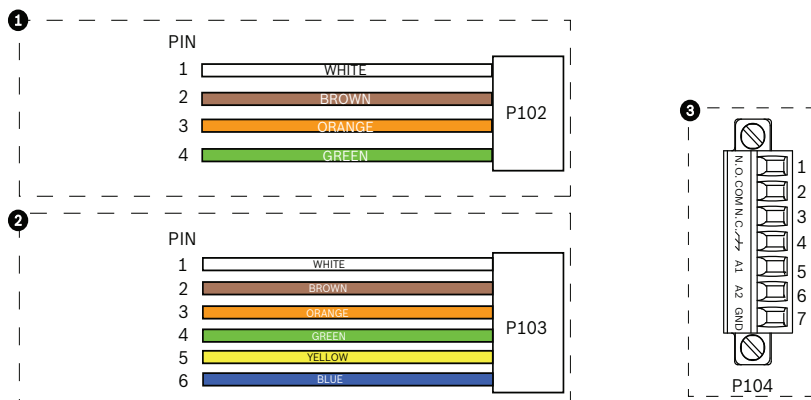 1
PIN
1 WHITE
2 BROWN
3 ORANGE
4 GREEN
P102
2
PIN
1 WHITE
2 BROWN
3 ORANGE
4 GREEN
5 YELLOW
6 BLUE
P103
3
N.O. 1
COM 2
N.C. 3
4
A1 5
A2 6
GND 7
P104